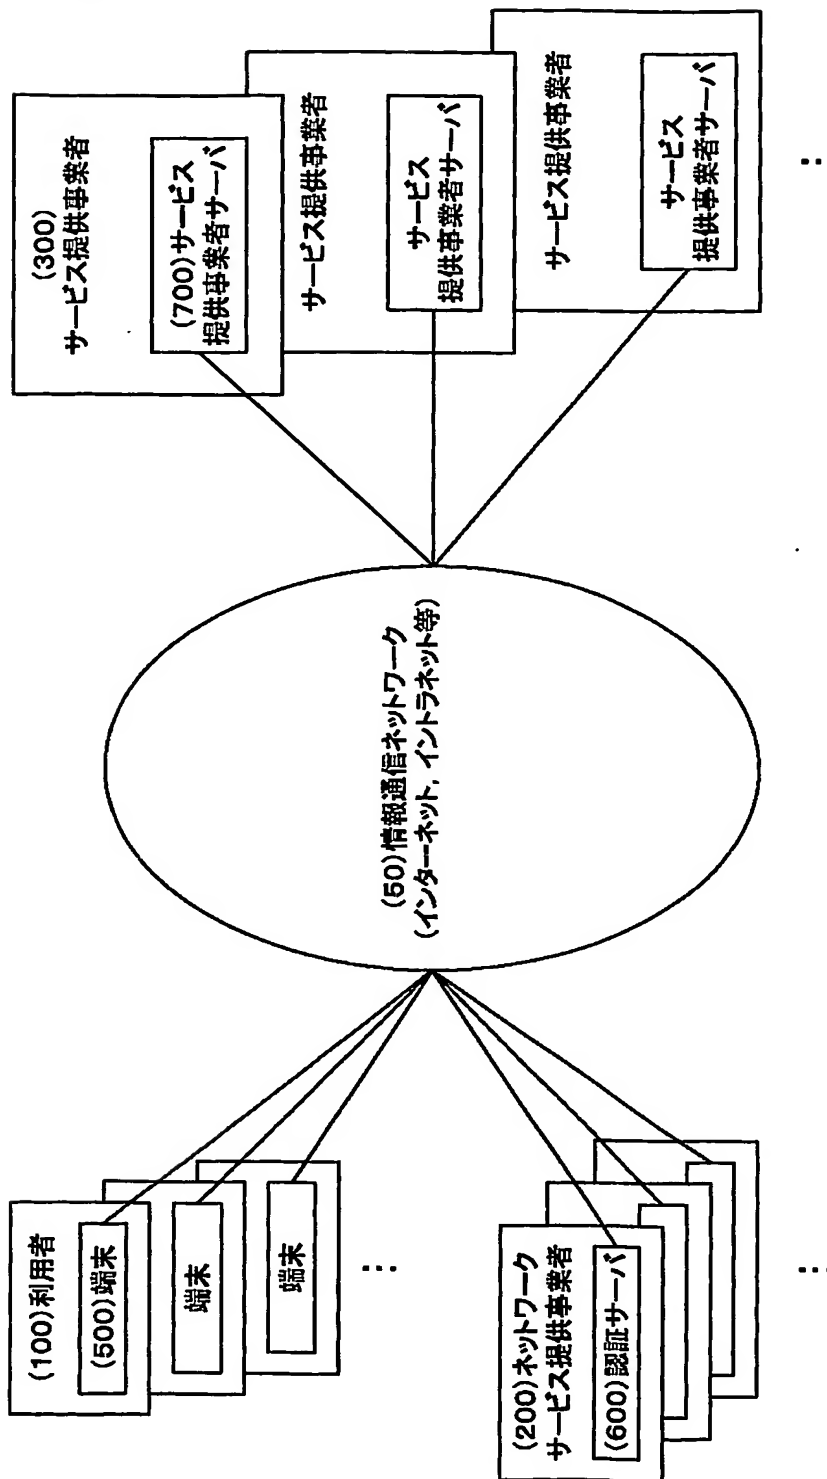 (100)利用者
(500)端末
端末
端末
(200)ネットワーク
サービス提供事業者
(600)認証サーバ
(50)情報通信ネットワーク
(インターネット, イントラネット等)
(300)
サービス提供事業者
(700)サービス
提供事業者サーバ
サービス提供事業者
サービス
提供事業者サーバ
サービス提供事業者
サービス
提供事業者サーバ